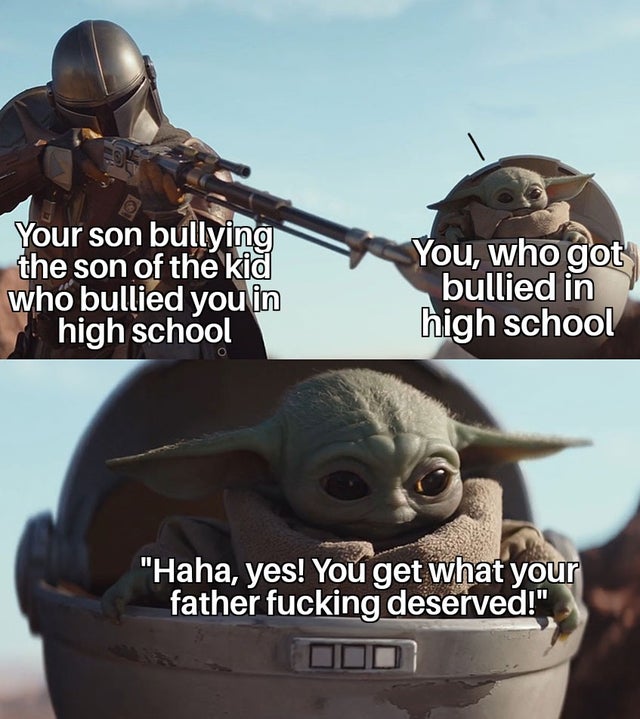 Your son bullying
the son of the kid
who bullied you in
high school
You, who got
bullied in
high school
"Haha, yes! You get what your
father fucking deserved!"